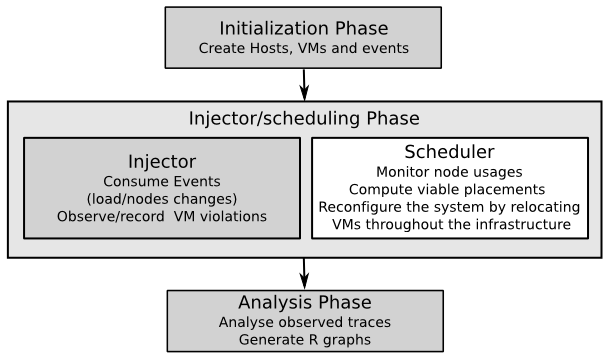 Initialization Phase
Create Hosts, VMs and events
Injector/scheduling Phase
Injector
Consume Events
(load/nodes changes)
Observe/record VM violations
Scheduler
Monitor node usages
Compute viable placements
Reconfigure the system by relocating
VMs throughout the infrastructure
Analysis Phase
Analyse observed traces
Generate R graphs